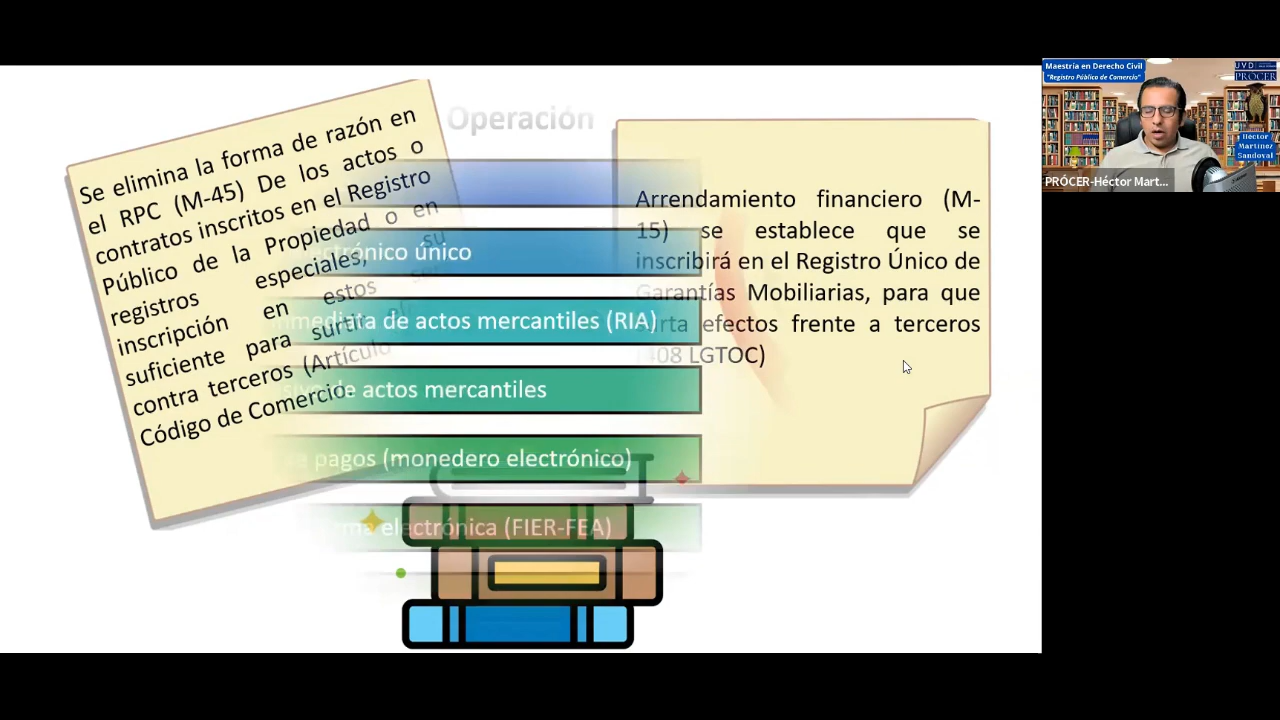 Operación
Se elimina la forma de razón en
el RPC (M-45) De los actos o
contratos inscritos en el Registro
Público de la Propiedad o en
registros especiales, su
inscripción en estos ser
suficiente para surtir
contra terceros (Artículo
Código de Comercio
Arrendamiento financiero (M-
15) se establece que se
inscribirá en el Registro Único de
Garantías Mobiliarias, para que
surta efectos frente a terceros
(408 LGTOC)
electrónico único
inmediata de actos mercantiles (RIA)
de actos mercantiles
de pagos (monedero electrónico)
firma electrónica (FIER-FEA)
Maestría en Derecho Civil
"Registro Público de Comercio"
UVD
PRÓCER
Héctor
Martínez
Sandoval
PRÓCER-Héctor Mart...